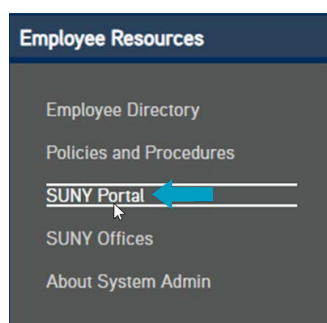 Employee Resources
Employee Directory
Policies and Procedures
SUNY Portal
SUNY Offices
About System Admin